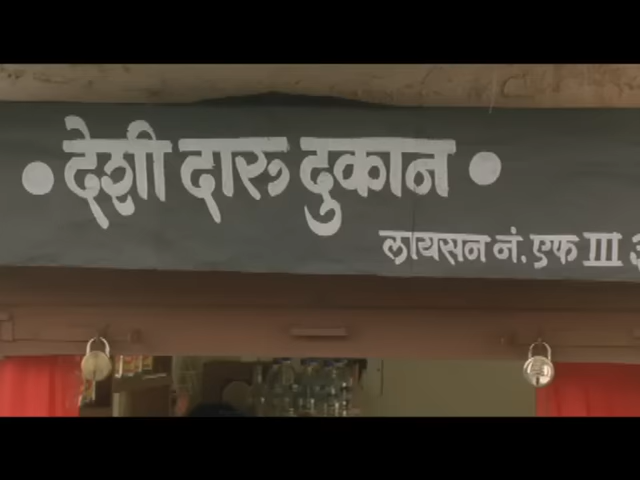 • देशी दारु दुकान •
लायसन नं. एफ III